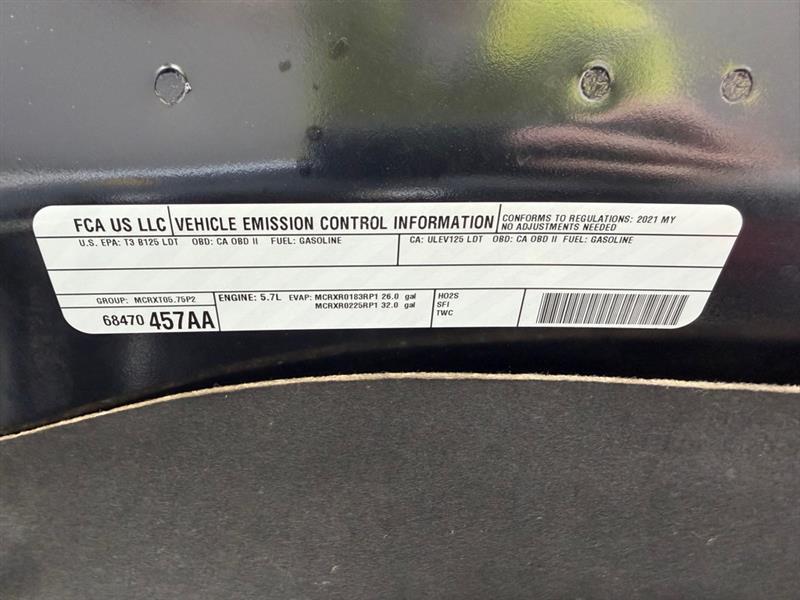 FCA US LLC VEHICLE EMISSION CONTROL INFORMATION CONFORMS TO REGULATIONS: 2021 MY
NO ADJUSTMENTS NEEDED
U.S. EPA: T3 B125 LDT OBD: CA OBD II FUEL: GASOLINE CA: ULEV125 LDT OBD: CA OBD II FUEL: GASOLINE
GROUP: MCRXT05.75P2 ENGINE: 5.7L EVAP: MCRXR0183RP1 26.0 gal HO2S
MCRXR0225RP1 32.0 gal SFI
68470 457AA TWC